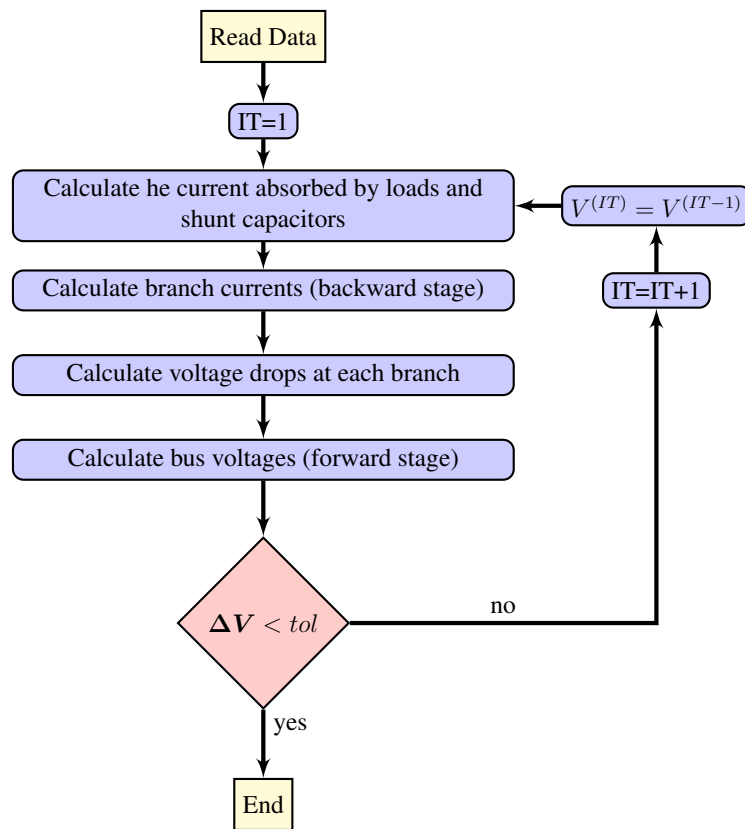 Read Data
IT=1
Calculate he current absorbed by loads and
shunt capacitors
$V^{(IT)} = V^{(IT-1)}$
Calculate branch currents (backward stage)
IT=IT+1
Calculate voltage drops at each branch
Calculate bus voltages (forward stage)
ΔV < tol
no
yes
End